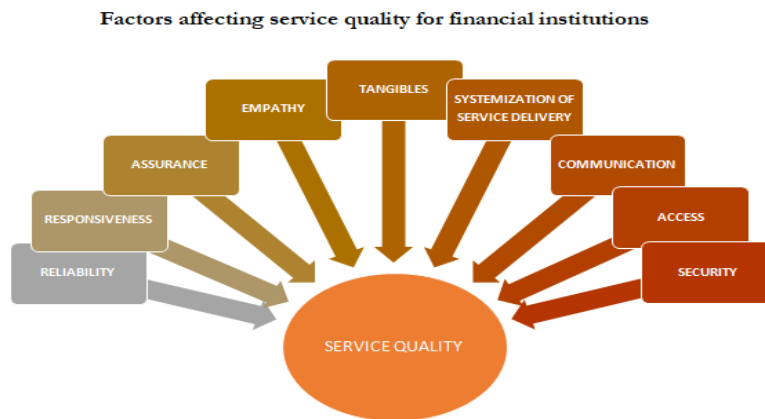 Factors affecting service quality for financial institutions
RELIABILITY
RESPONSIVENESS
ASSURANCE
EMPATHY
TANGIBLES
SYSTEMIZATION OF
SERVICE DELIVERY
COMMUNICATION
ACCESS
SECURITY
SERVICE QUALITY